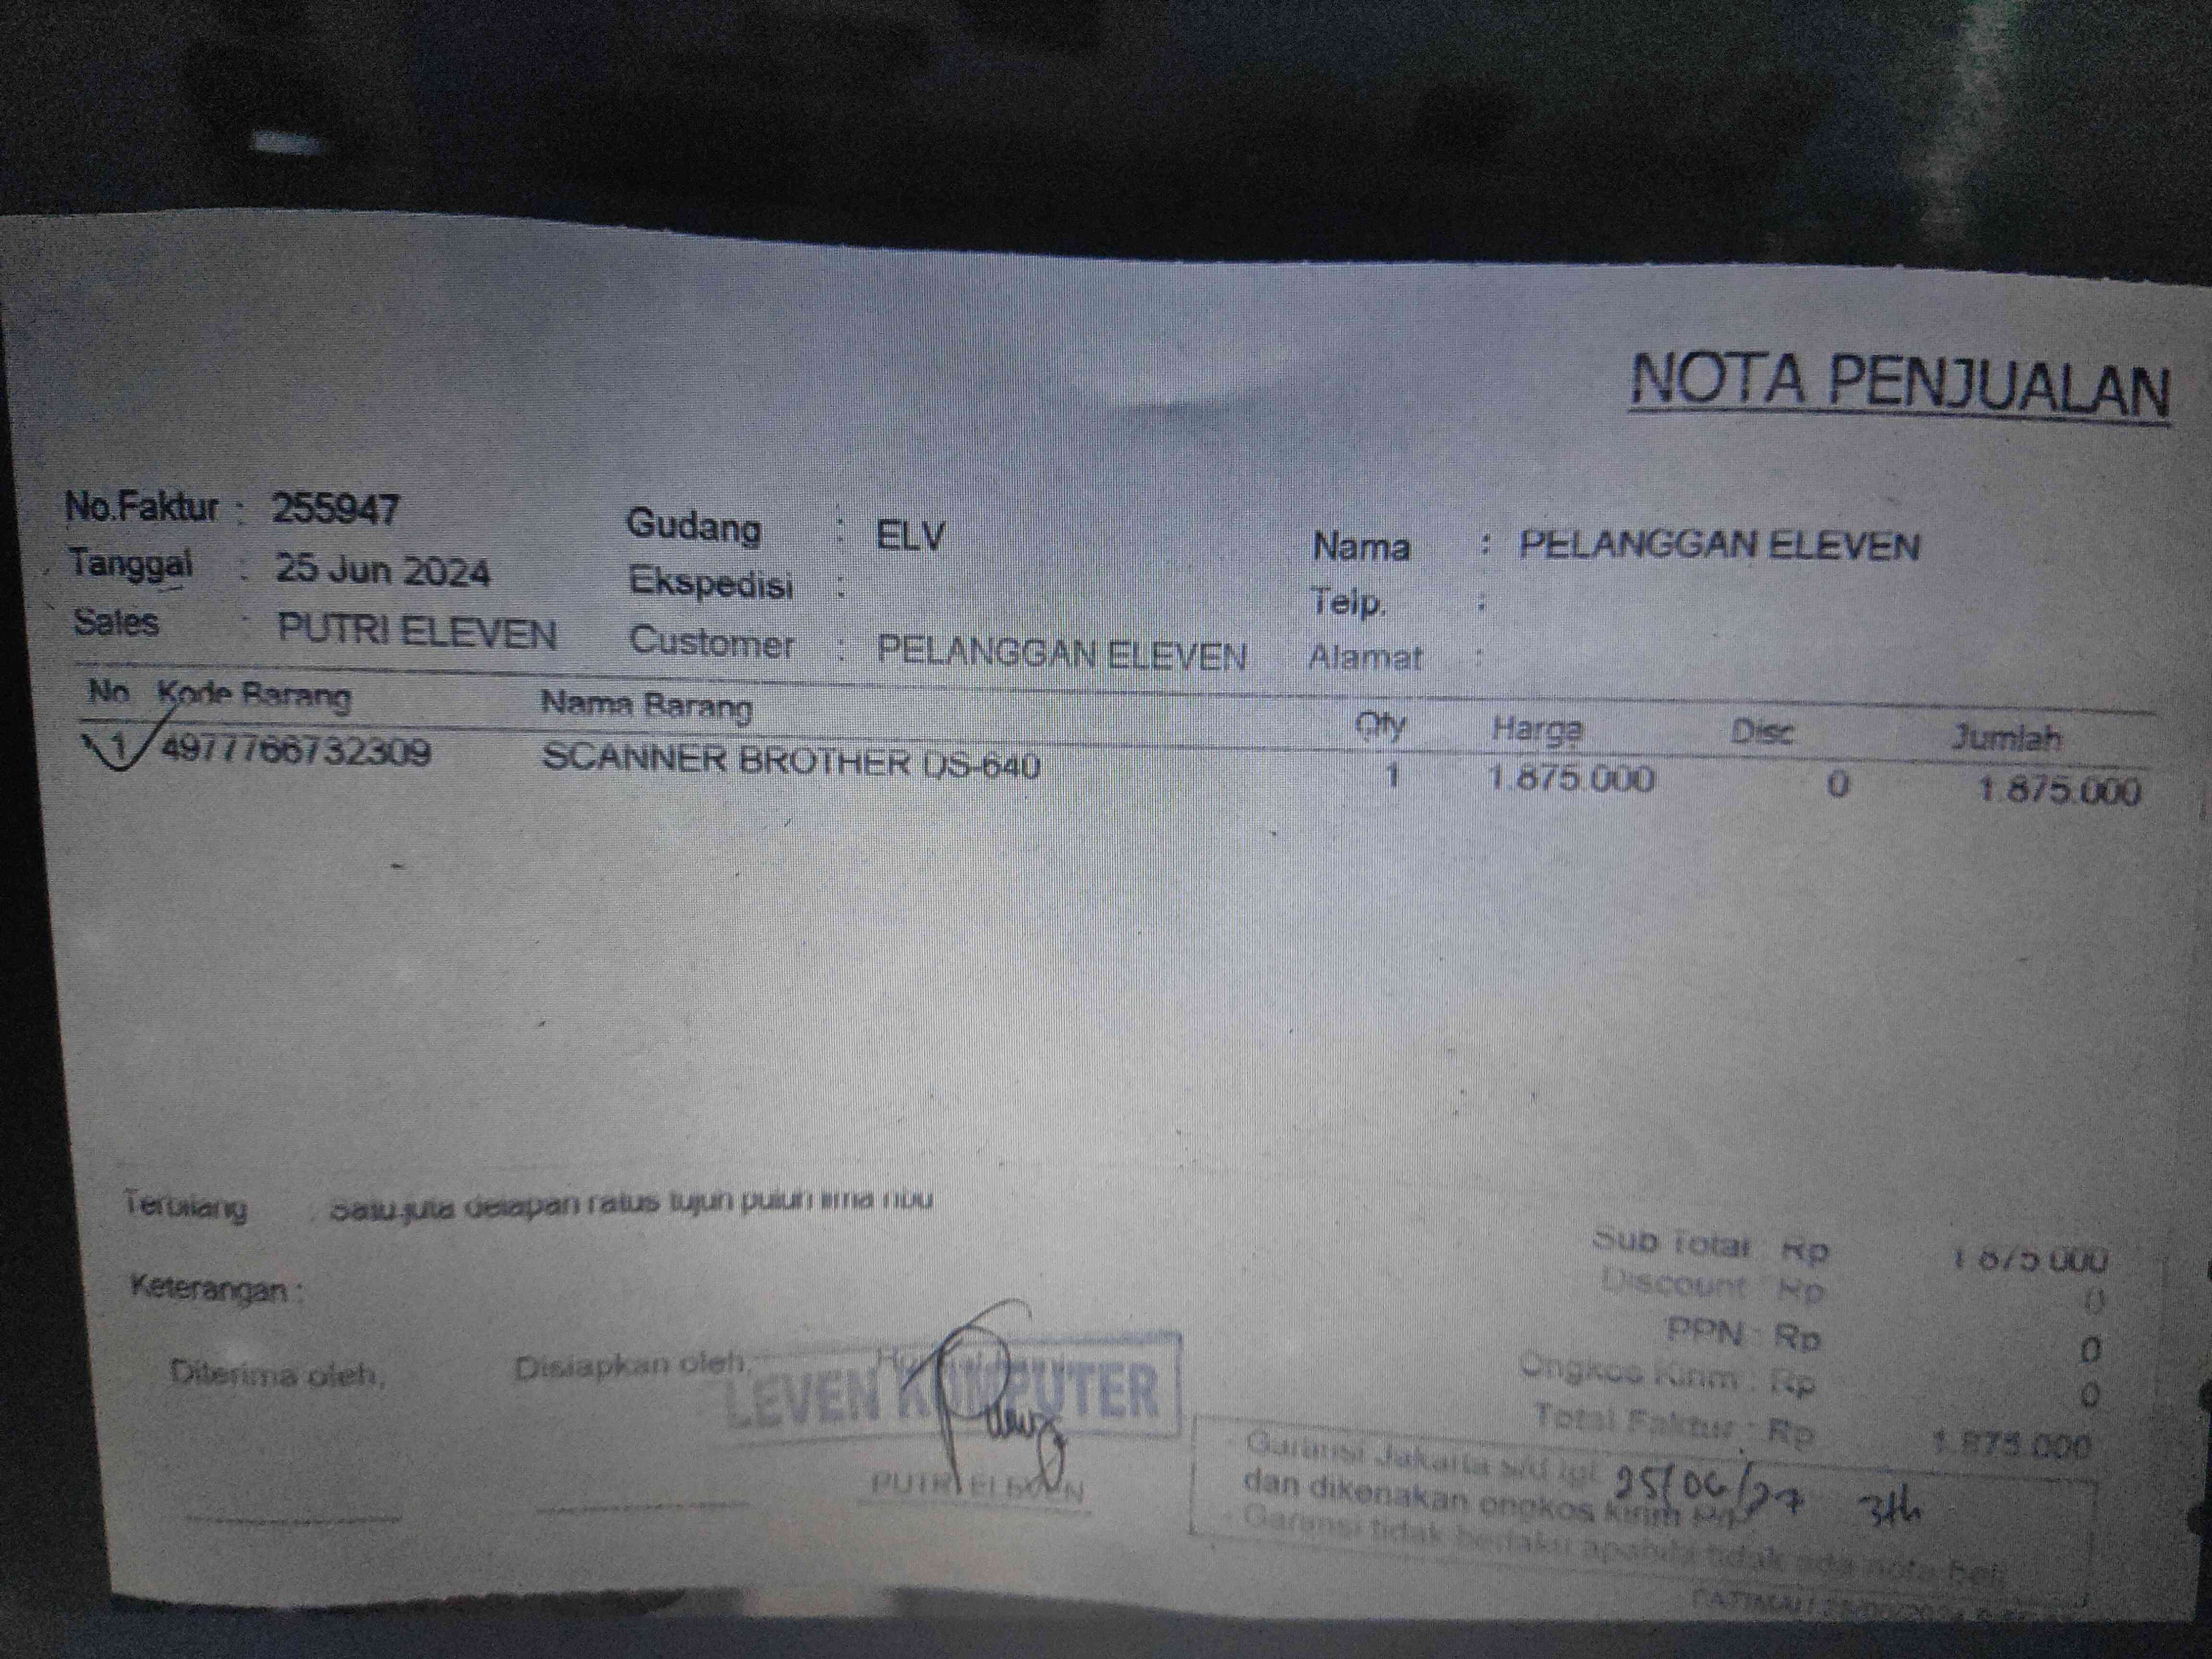 NOTA PENJUALAN
No.Faktur : 255947
Tanggal : 25 Jun 2024
Sales : PUTRI ELEVEN
Gudang : ELV
Ekspedisi :
Customer : PELANGGAN ELEVEN
Nama : PELANGGAN ELEVEN
Telp. :
Alamat :
No Kode Barang Nama Barang Qty Harga Disc Jumlah
1 4977766732309 SCANNER BROTHER DS-640 1 1.875.000 0 1.875.000
Terbilang : Satu juta delapan ratus tujuh puluh lima ribu
Keterangan :
Sub Total : Rp 1.875.000
Discount : Rp 0
PPN : Rp 0
Ongkos Kirim : Rp 0
Total Faktur : Rp 1.875.000
Diterima oleh,
Disiapkan oleh,
LEVEN KOMPUTER
PUTRI ELEVEN
- Garansi Jakarta s/d tgl 25/06/27 3th
dan dikenakan ongkos kirim
- Garansi tidak berlaku apabila tidak ada nota beli
FATIMAH